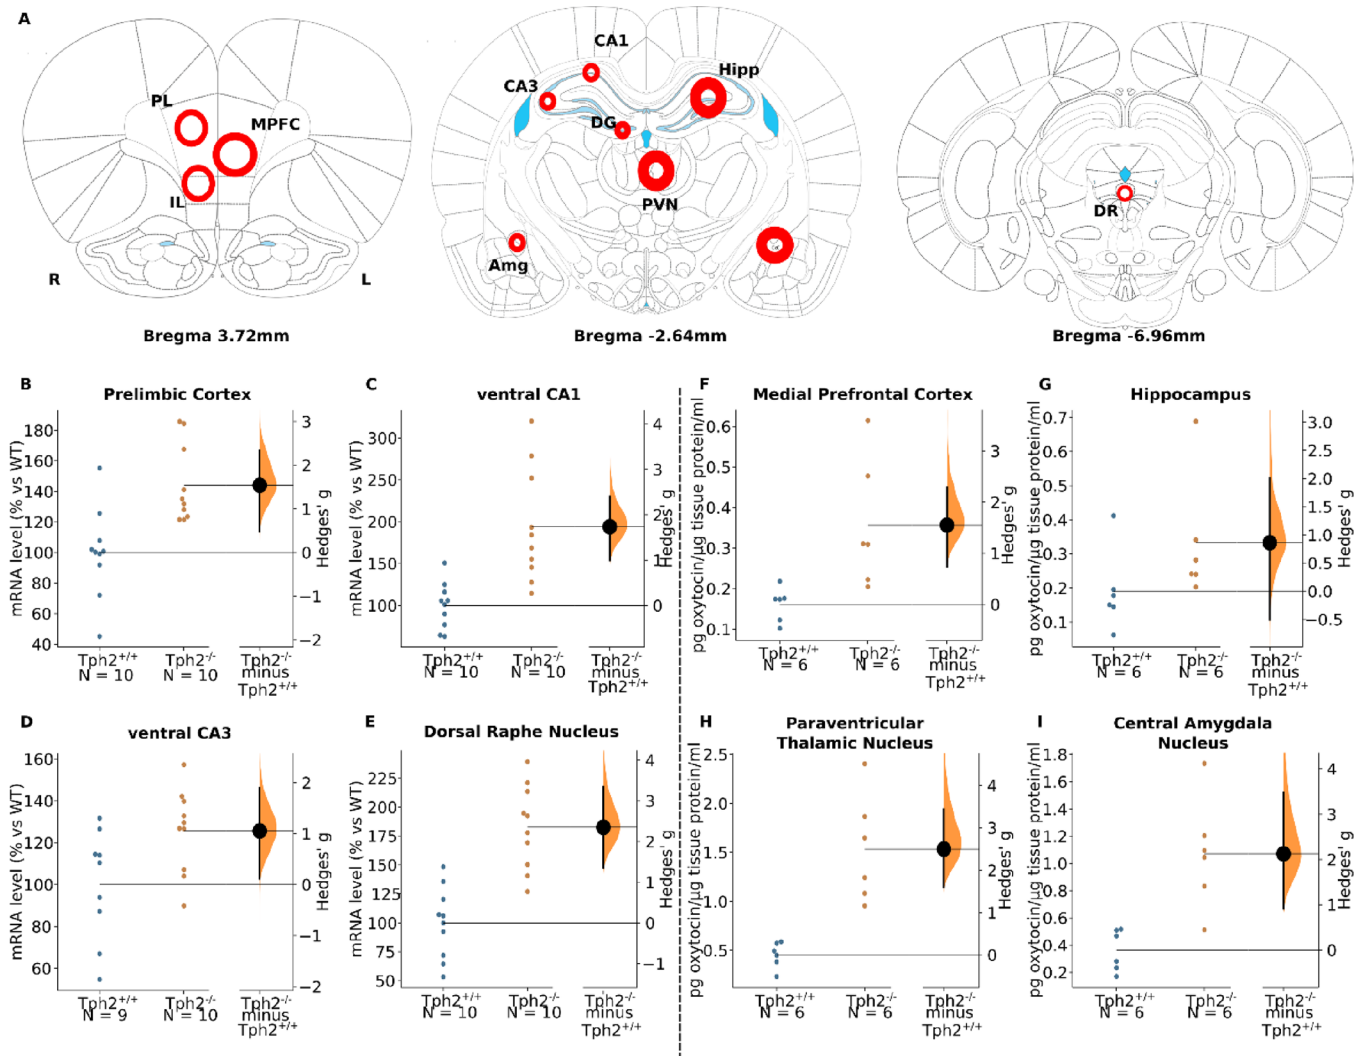 A
PL
MPFC
IL
R
L
Bregma 3.72mm
CA1
CA3
Hipp
DG
PVN
Amg
Bregma -2.64mm
DR
Bregma -6.96mm
B
Prelimbic Cortex
mRNA level (% vs WT)
180
160
140
120
100
80
60
40
3
2
1
0
−1
−2
Hedges' g
Tph2+/+
N = 10
Tph2-/-
N = 10
Tph2-/-
minus
Tph2+/+
C
ventral CA1
mRNA level (% vs WT)
300
250
200
150
100
4
3
2
1
0
Hedges' g
Tph2+/+
N = 10
Tph2-/-
N = 10
Tph2-/-
minus
Tph2+/+
F
Medial Prefrontal Cortex
pg oxytocin/µg tissue protein/ml
0.6
0.5
0.4
0.3
0.2
0.1
3
2
1
0
Hedges' g
Tph2+/+
N = 6
Tph2-/-
N = 6
Tph2-/-
minus
Tph2+/+
G
Hippocampus
pg oxytocin/µg tissue protein/ml
0.7
0.6
0.5
0.4
0.3
0.2
0.1
3.0
2.5
2.0
1.5
1.0
0.5
0.0
−0.5
Hedges' g
Tph2+/+
N = 6
Tph2-/-
N = 6
Tph2-/-
minus
Tph2+/+
D
ventral CA3
mRNA level (% vs WT)
160
140
120
100
80
60
2
1
0
−1
−2
Hedges' g
Tph2+/+
N = 9
Tph2-/-
N = 10
Tph2-/-
minus
Tph2+/+
E
Dorsal Raphe Nucleus
mRNA level (% vs WT)
225
200
175
150
125
100
75
50
4
3
2
1
0
−1
Hedges' g
Tph2+/+
N = 10
Tph2-/-
N = 10
Tph2-/-
minus
Tph2+/+
H
Paraventricular
Thalamic Nucleus
pg oxytocin/µg tissue protein/ml
2.5
2.0
1.5
1.0
0.5
4
3
2
1
0
Hedges' g
Tph2+/+
N = 6
Tph2-/-
N = 6
Tph2-/-
minus
Tph2+/+
I
Central Amygdala
Nucleus
pg oxytocin/µg tissue protein/ml
1.8
1.6
1.4
1.2
1.0
0.8
0.6
0.4
0.2
4
3
2
1
0
Hedges' g
Tph2+/+
N = 6
Tph2-/-
N = 6
Tph2-/-
minus
Tph2+/+